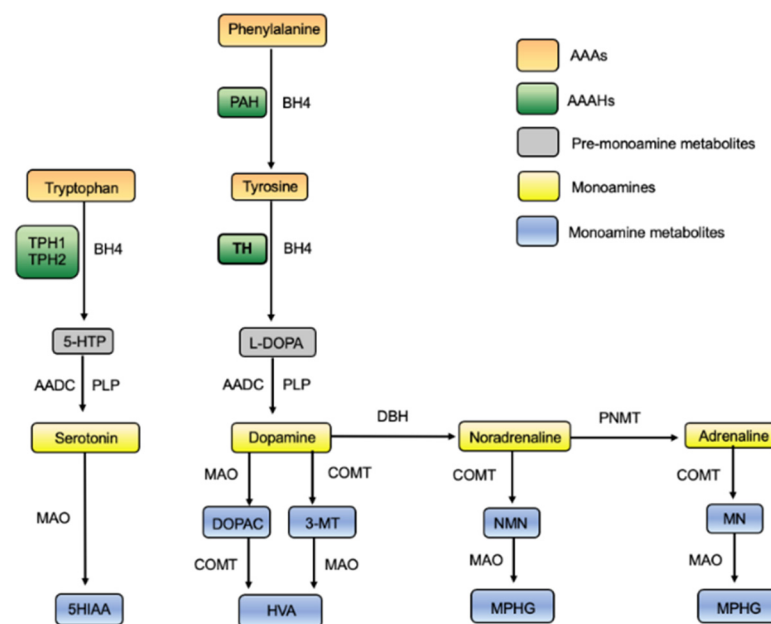 Phenylalanine
AAAs
PAH
BH4
AAAHs
Pre-monoamine metabolites
Tryptophan
Tyrosine
Monoamines
TPH1
TPH2
BH4
TH
BH4
Monoamine metabolites
5-HTP
L-DOPA
AADC
PLP
AADC
PLP
DBH
PNMT
Serotonin
Dopamine
Noradrenaline
Adrenaline
MAO
MAO
COMT
COMT
COMT
DOPAC
3-MT
NMN
MN
COMT
MAO
MAO
MAO
5HIAA
HVA
MPHG
MPHG